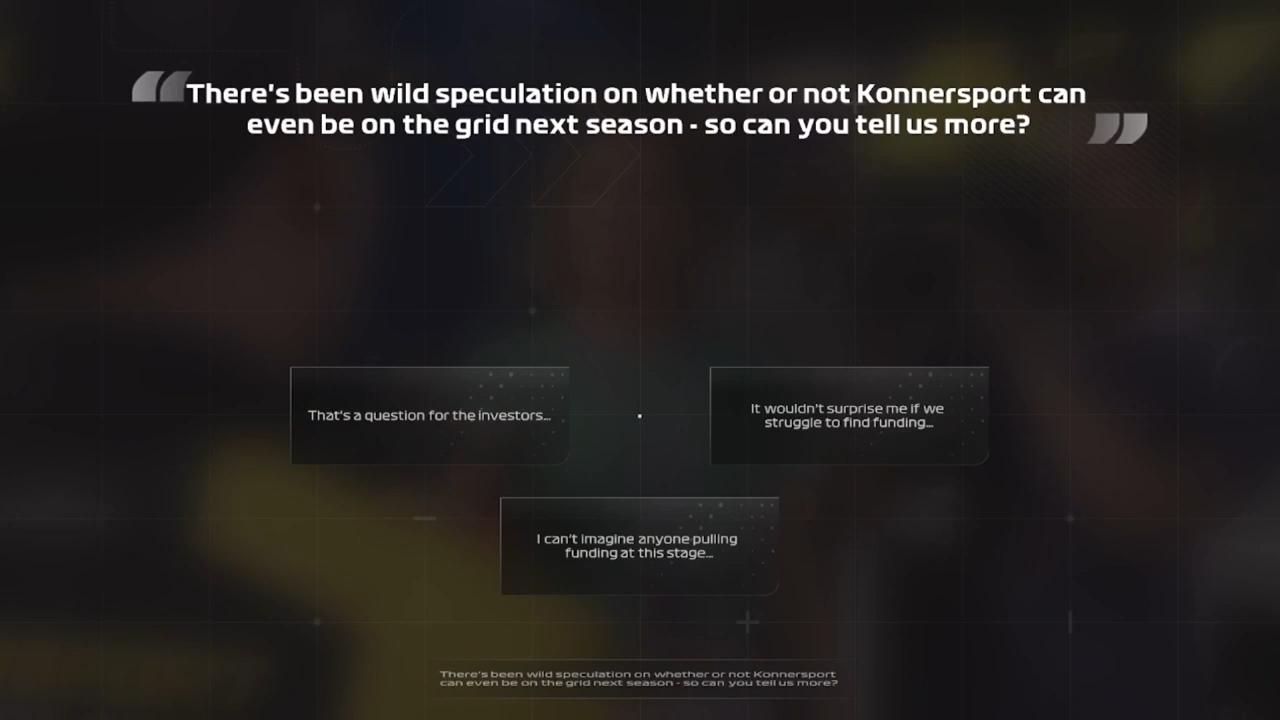 “There's been wild speculation on whether or not Konnersport can
even be on the grid next season - so can you tell us more?”
That's a question for the investors...
It wouldn't surprise me if we
struggle to find funding...
I can't imagine anyone pulling
funding at this stage...
There's been wild speculation on whether or not Konnersport
can even be on the grid next season - so can you tell us more?